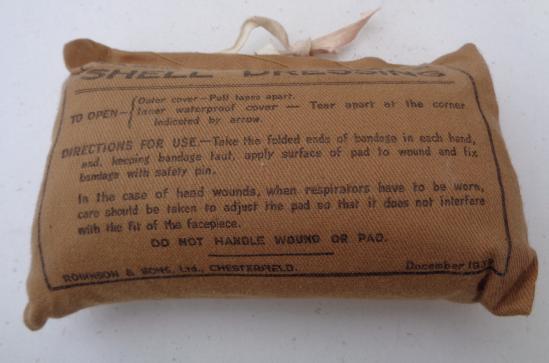 SHELL DRESSING
TO OPEN— Outer cover—Pull tapes apart.
Inner waterproof cover — Tear apart at the corner
indicated by arrow.
DIRECTIONS FOR USE.—Take the folded ends of bandage in each hand,
and, keeping bandage taut, apply surface of pad to wound and fix
bandage with safety pin.
In the case of head wounds, when respirators have to be worn,
care should be taken to adjust the pad so that it does not interfere
with the fit of the facepiece.
DO NOT HANDLE WOUND OR PAD.
ROBINSON & SONS, Ltd., CHESTERFIELD.
December